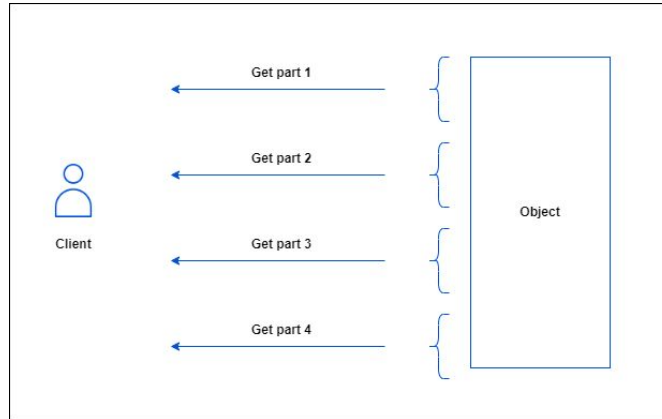 Get part 1
Get part 2
Object
Client
Get part 3
Get part 4